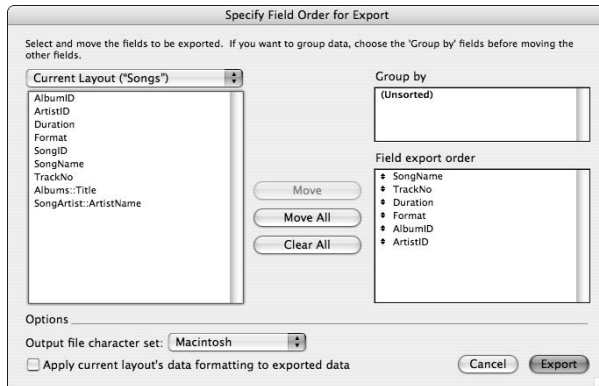 Specify Field Order for Export
Select and move the fields to be exported. If you want to group data, choose the 'Group by' fields before moving the
other fields.
Current Layout ("Songs")
AlbumID
ArtistID
Duration
Format
SongID
SongName
TrackNo
Albums::Title
SongArtist::ArtistName
Move
Move All
Clear All
Group by
(Unsorted)
Field export order
SongName
TrackNo
Duration
Format
AlbumID
ArtistID
Options
Output file character set: Macintosh
Apply current layout's data formatting to exported data
Cancel
Export